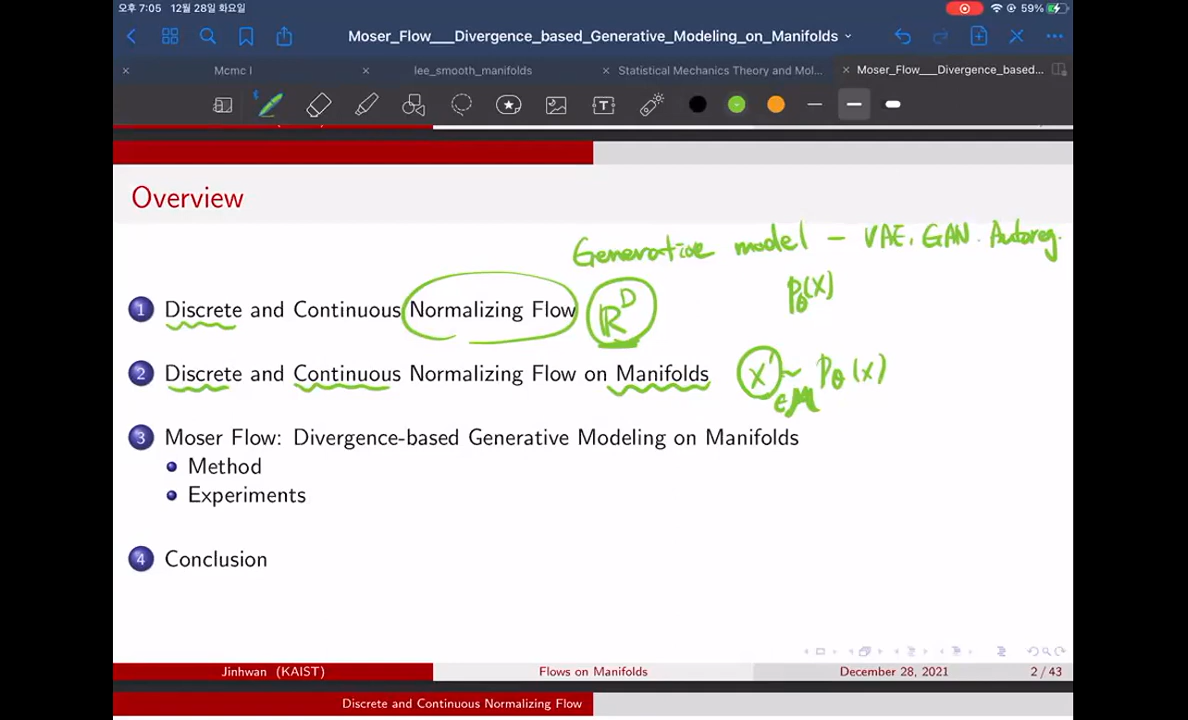 오후 7:05 12월 28일 화요일
59%
Moser_Flow___Divergence_based_Generative_Modeling_on_Manifolds
Mcmc I
lee_smooth_manifolds
Statistical Mechanics Theory and Mol...
Moser_Flow___Divergence_based...
Overview
Generative model - VAE, GAN. Autoreg.
pθ(x)
1 Discrete and Continuous Normalizing Flow ℝᴰ
2 Discrete and Continuous Normalizing Flow on Manifolds x' ~ pθ(x)
∈M
3 Moser Flow: Divergence-based Generative Modeling on Manifolds
Method
Experiments
4 Conclusion
Jinhwan (KAIST) Flows on Manifolds December 28, 2021 2 / 43
Discrete and Continuous Normalizing Flow